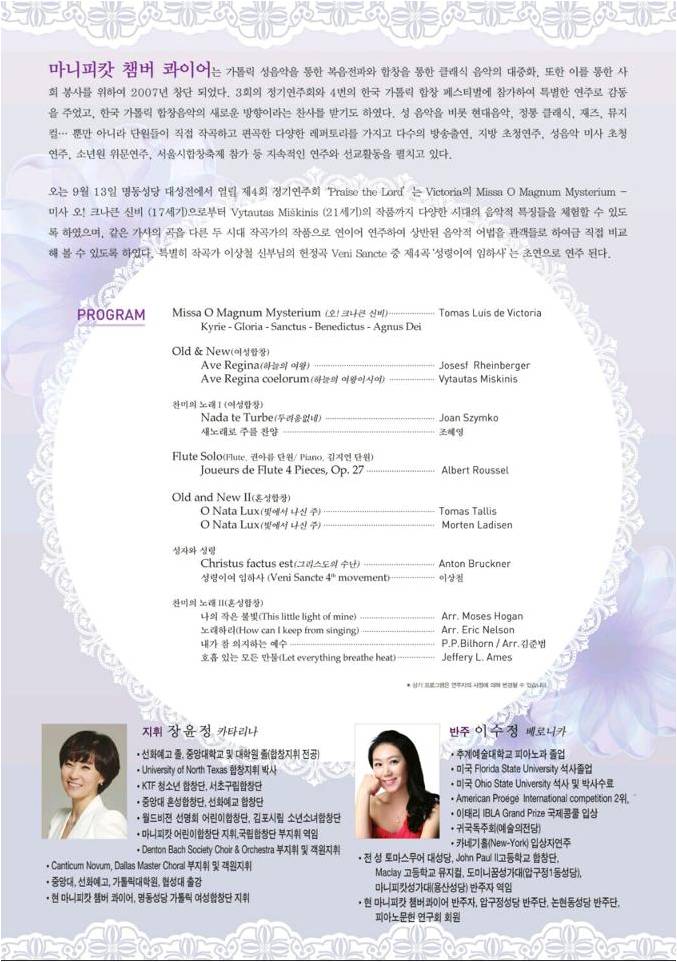 마니피캇 챔버 콰이어는 가톨릭 성음악을 통한 복음전파와 합창을 통한 클래식 음악의 대중화, 또한 이를 통한 사
회 봉사를 위하여 2007년 창단 되었다. 3회의 정기연주회와 4번의 한국 가톨릭 합창 페스티벌에 참가하여 특별한 연주로 감동
을 주었고, 한국 가톨릭 합창음악의 새로운 방향이라는 찬사를 받기도 하였다. 성 음악을 비롯 현대음악, 정통 클래식, 재즈, 뮤지
컬… 뿐만 아니라 단원들이 직접 작곡하고 편곡한 다양한 레퍼토리를 가지고 다수의 방송출연, 지방 초청연주, 성음악 미사 초청
연주, 소년원 위문연주, 서울시합창축제 참가 등 지속적인 연주와 선교활동을 펼치고 있다.
오는 9월 13일 명동성당 대성전에서 열린 제4회 정기연주회 'Praise the Lord' 는 Victoria의 Missa O Magnum Mysterium –
미사 오! 크나큰 신비 (17세기)으로부터 Vytautas Miškinis (21세기)의 작품까지 다양한 시대의 음악적 특징들을 체험할 수 있도
록 하였으며, 같은 가사의 곡을 다른 두 시대 작곡가의 작품으로 연이어 연주하여 상반된 음악적 어법을 관객들로 하여금 직접 비교
해 볼 수 있도록 하였다. 특별히 작곡가 이상철 신부님의 헌정곡 Veni Sancte 중 제4곡 '성령이여 임하사' 는 초연으로 연주 된다.
PROGRAM
Missa O Magnum Mysterium (오! 크나큰 신비) ········ Tomas Luis de Victoria
Kyrie - Gloria - Sanctus - Benedictus - Agnus Dei
Old & New(여성합창)
Ave Regina(하늘의 여왕) ········ Josesf Rheinberger
Ave Regina coelorum(하늘의 여왕이시여) ········ Vytautas Miskinis
찬미의 노래 I (여성합창)
Nada te Turbe(두려움없네) ········ Joan Szymko
새노래로 주를 찬양 ········ 조혜영
Flute Solo(Flute, 권아름 단원/ Piano, 김지연 단원)
Joueurs de Flute 4 Pieces, Op. 27 ········ Albert Roussel
Old and New II(혼성합창)
O Nata Lux(빛에서 나신 주) ········ Tomas Tallis
O Nata Lux(빛에서 나신 주) ········ Morten Ladisen
성자와 성령
Christus factus est(그리스도의 수난) ········ Anton Bruckner
성령이여 임하사 (Veni Sancte 4th movement) ········ 이상철
찬미의 노래 II(혼성합창)
나의 작은 불빛(This little light of mine) ········ Arr. Moses Hogan
노래하리(How can I keep from singing) ········ Arr. Eric Nelson
내가 참 의지하는 예수 ········ P.P.Bilhorn / Arr.김준범
호흡 있는 모든 만물(Let everything breathe heat) ········ Jeffery L. Ames
* 상기 프로그램은 연주자의 사정에 의해 변경될 수 있습니다.
지휘 장윤정 카타리나
• 선화예고 졸, 중앙대학교 및 대학원 졸(합창지휘 전공)
• University of North Texas 합창지휘 박사
• KTF 청소년 합창단, 서초구립합창단
• 중앙대 혼성합창단, 선화예교 합창단
• 월드비전 선명회 어린이합창단, 김포시립 소년소녀합창단
• 마니피캇 어린이합창단 지휘,국립합창단 부지휘 역임
• Denton Bach Society Choir & Orchestra 부지휘 및 객원지휘
• Canticum Novum, Dallas Master Choral 부지휘 및 객원지휘
• 중앙대, 선화예고, 가톨릭대학원, 협성대 출강
• 현 마니피캇 챔버 콰이어, 명동성당 가톨릭 여성합창단 지휘
반주 이수정 베로니카
• 추계예술대학교 피아노과 졸업
• 미국 Florida State University 석사졸업
• 미국 Ohio State University 석사 및 박사수료
• American Proégé International competition 2위,
• 이태리 IBLA Grand Prize 국제콩쿨 입상
• 귀국독주회(예술의전당)
• 카네기홀(New-York) 입상자연주
• 전 성 토마스무어 대성당, John Paul II고등학교 합창단,
Maclay 고등학교 뮤지컬, 도미니꼼성가대(압구정1동성당),
마니피캇성가대(용산성당) 반주자 역임
• 현 마니피캇 챔버콰이어 반주자, 압구정성당 반주단, 논현동성당 반주단,
피아노문헌 연구회 회원